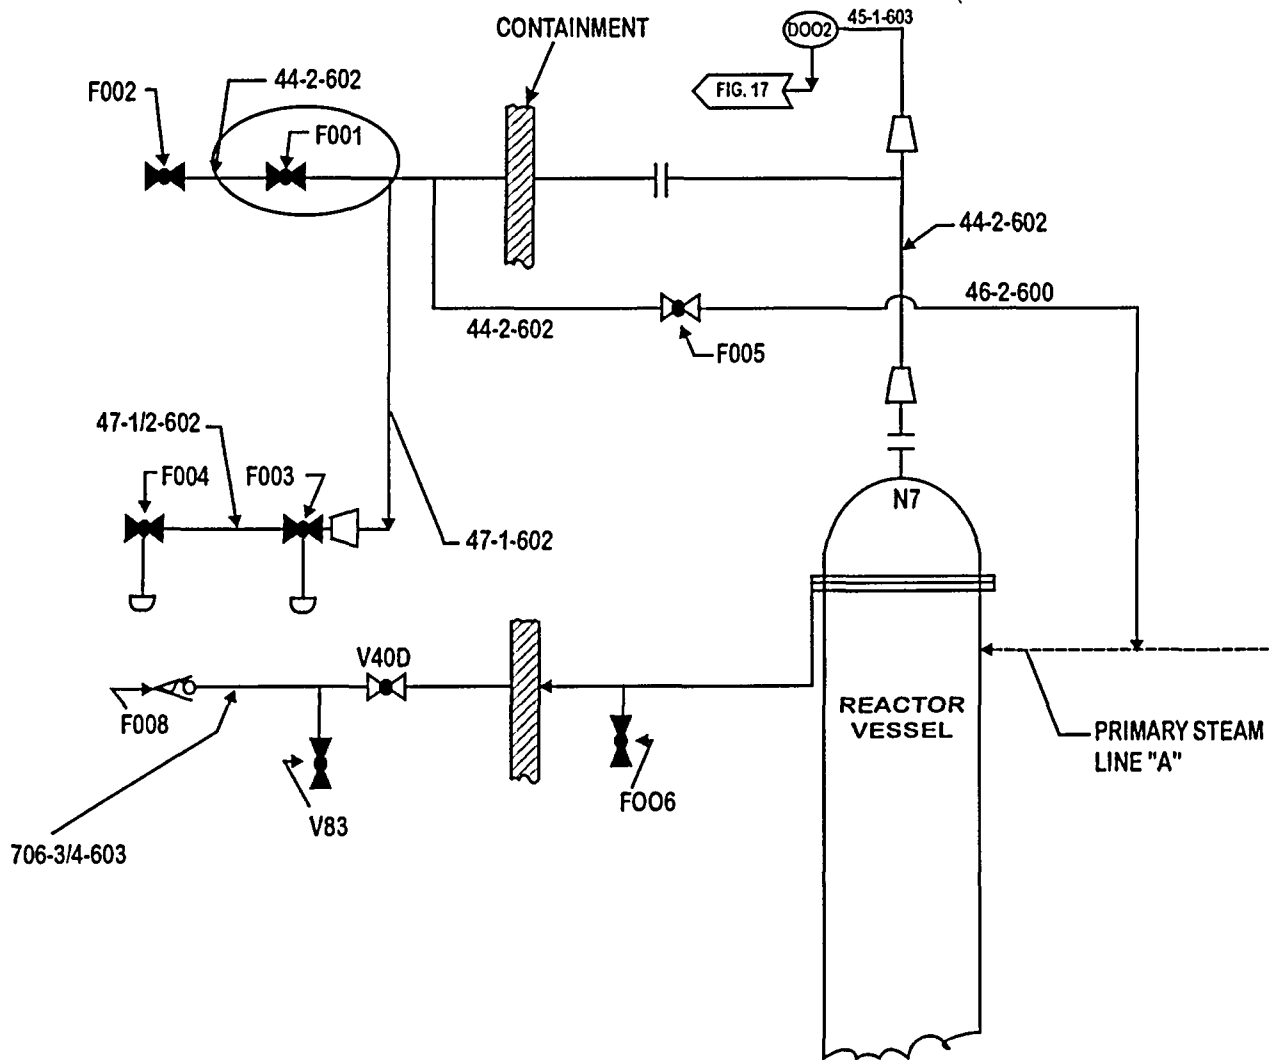 CONTAINMENT
DOO2
45-1-603
FIG. 17
44-2-602
F002
F001
44-2-602
46-2-600
44-2-602
F005
47-1/2-602
F004
F003
N7
47-1-602
V40D
F008
REACTOR
VESSEL
PRIMARY STEAM
LINE "A"
FOO6
V83
706-3/4-603